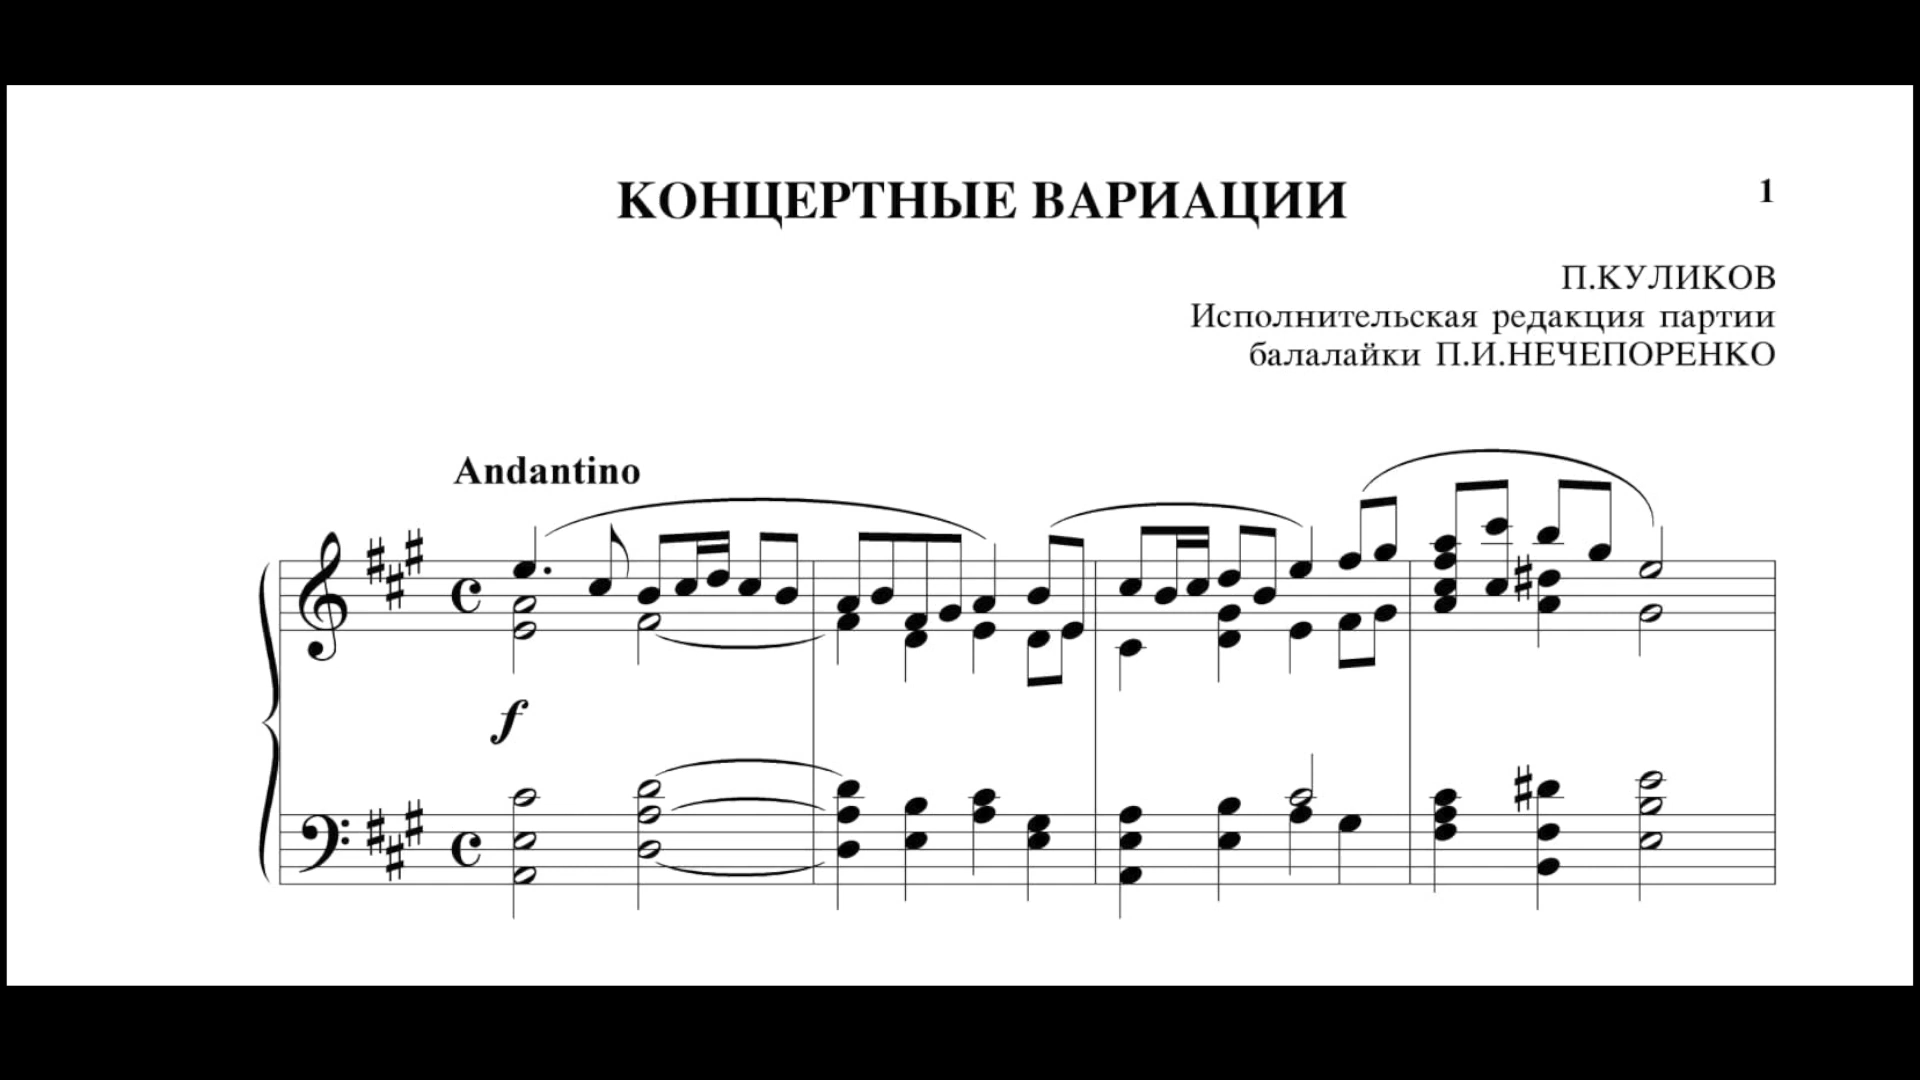 КОНЦЕРТНЫЕ ВАРИАЦИИ
1
П.КУЛИКОВ
Исполнительская редакция партии
балалайки П.И.НЕЧЕПОРЕНКО
Andantino
f